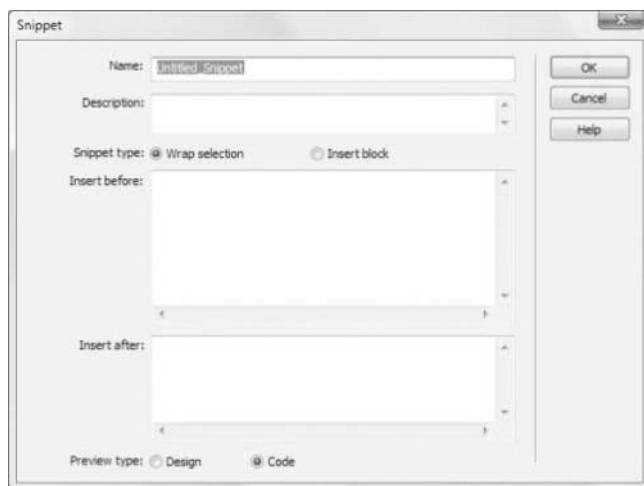 Snippet
Name: Untitled_Snippet
OK
Description:
Cancel
Help
Snippet type: Wrap selection Insert block
Insert before:
Insert after:
Preview type: Design Code